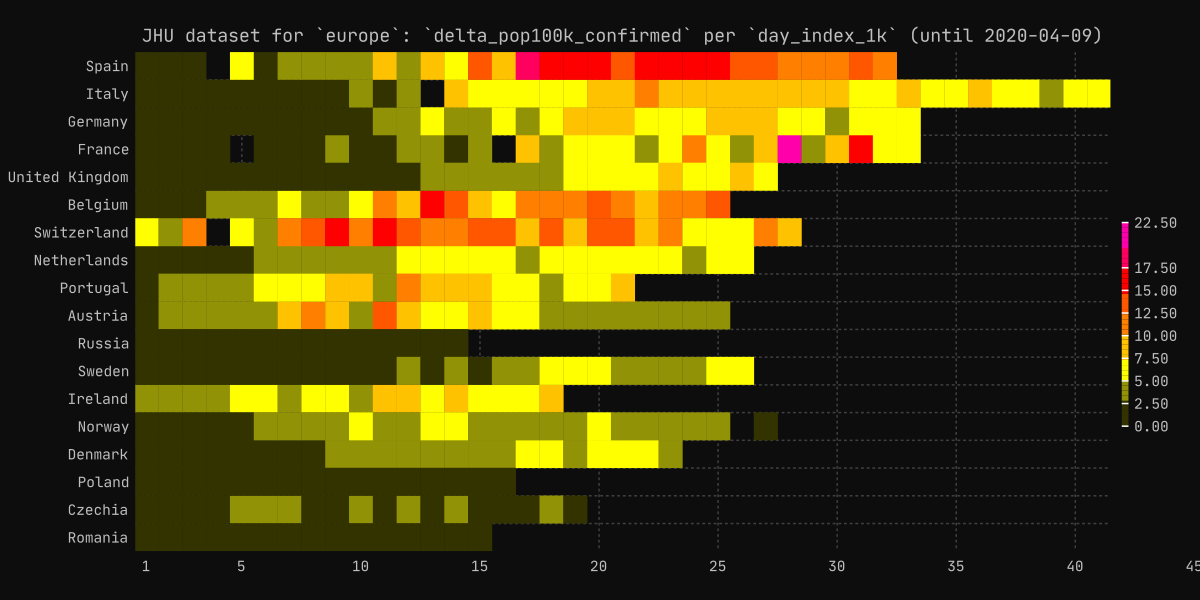 JHU dataset for `europe`: `delta_pop100k_confirmed` per `day_index_1k` (until 2020-04-09)
Spain
Italy
Germany
France
United Kingdom
Belgium
Switzerland
Netherlands
Portugal
Austria
Russia
Sweden
Ireland
Norway
Denmark
Poland
Czechia
Romania
1 5 10 15 20 25 30 35 40 45
22.50
17.50
15.00
12.50
10.00
7.50
5.00
2.50
0.00